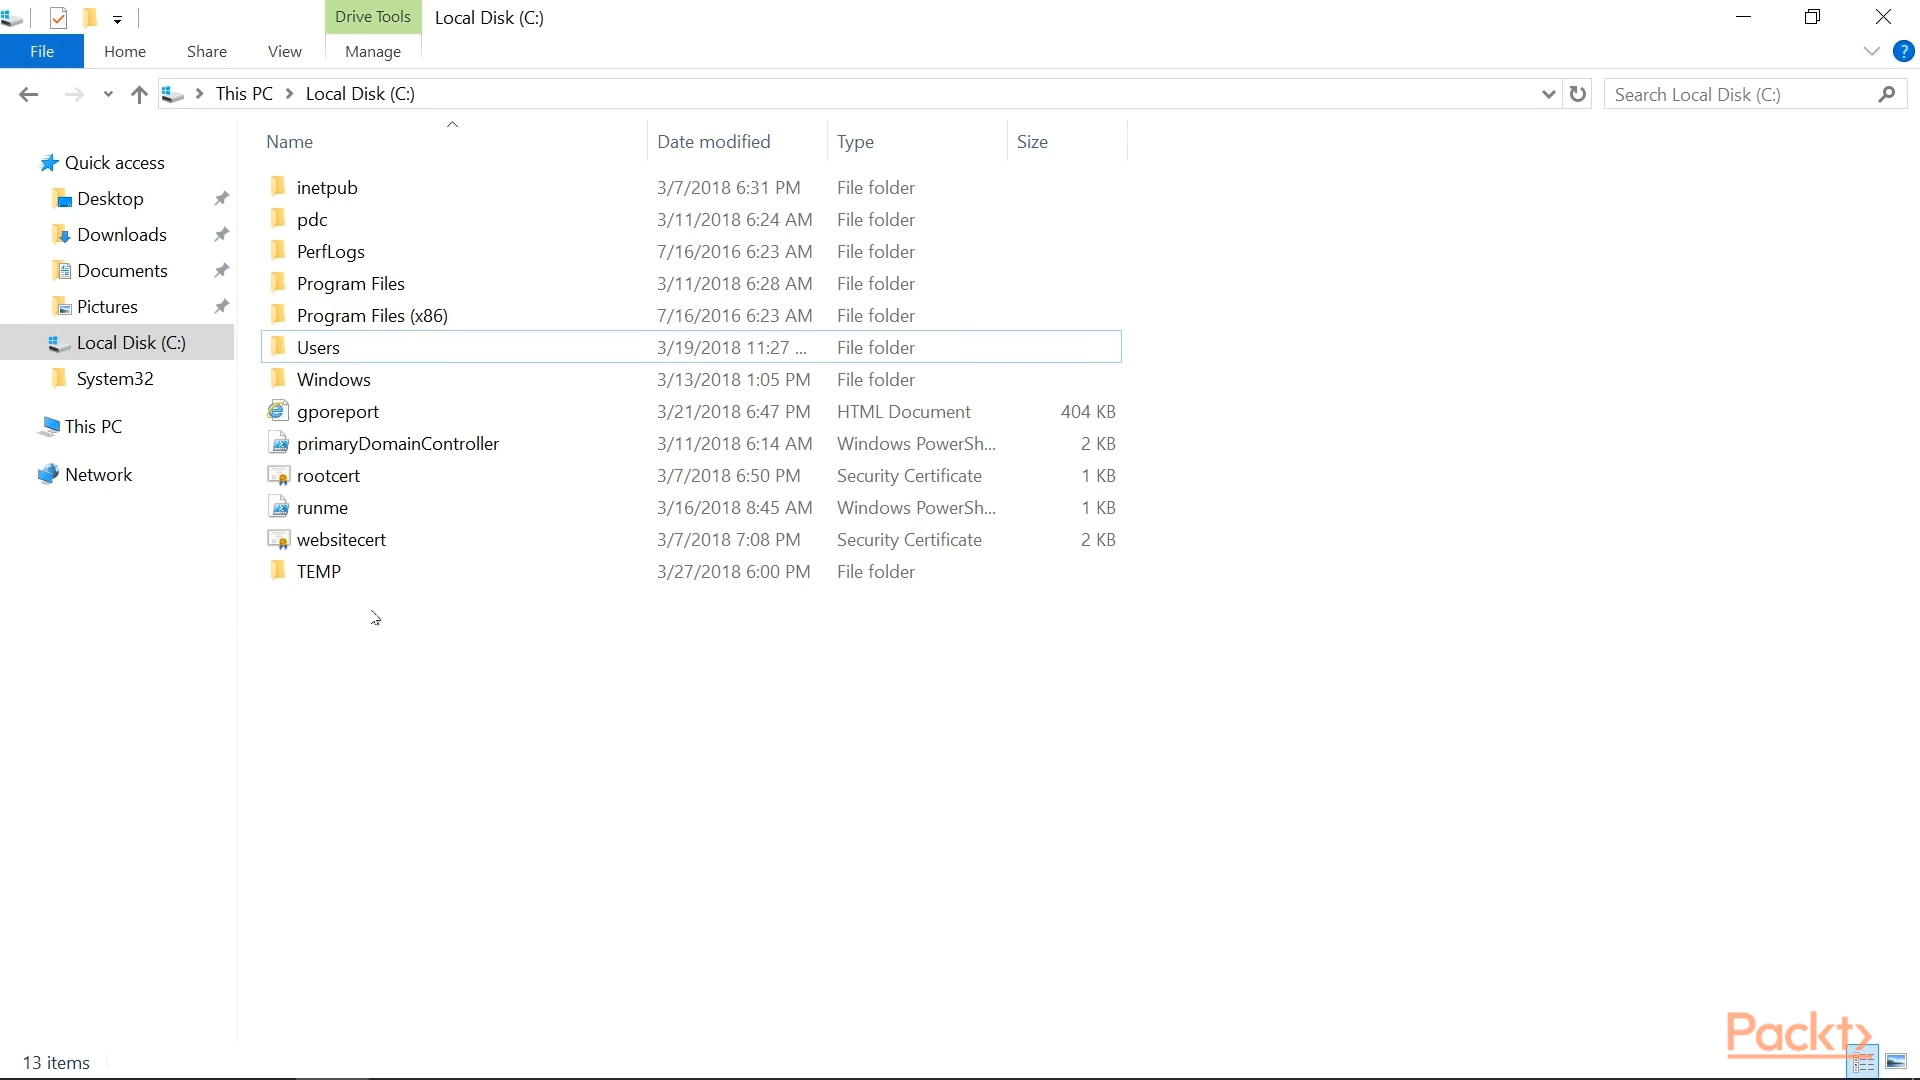 Drive Tools Local Disk (C:)
File Home Share View Manage
This PC Local Disk (C:) Search Local Disk (C:)
Name Date modified Type Size
Quick access
Desktop
Downloads
Documents
Pictures
Local Disk (C:)
System32
This PC
Network
inetpub 3/7/2018 6:31 PM File folder
pdc 3/11/2018 6:24 AM File folder
PerfLogs 7/16/2016 6:23 AM File folder
Program Files 3/11/2018 6:28 AM File folder
Program Files (x86) 7/16/2016 6:23 AM File folder
Users 3/19/2018 11:27 ... File folder
Windows 3/13/2018 1:05 PM File folder
gporeport 3/21/2018 6:47 PM HTML Document 404 KB
primaryDomainController 3/11/2018 6:14 AM Windows PowerSh... 2 KB
rootcert 3/7/2018 6:50 PM Security Certificate 1 KB
runme 3/16/2018 8:45 AM Windows PowerSh... 1 KB
websitecert 3/7/2018 7:08 PM Security Certificate 2 KB
TEMP 3/27/2018 6:00 PM File folder
13 items
Packt>